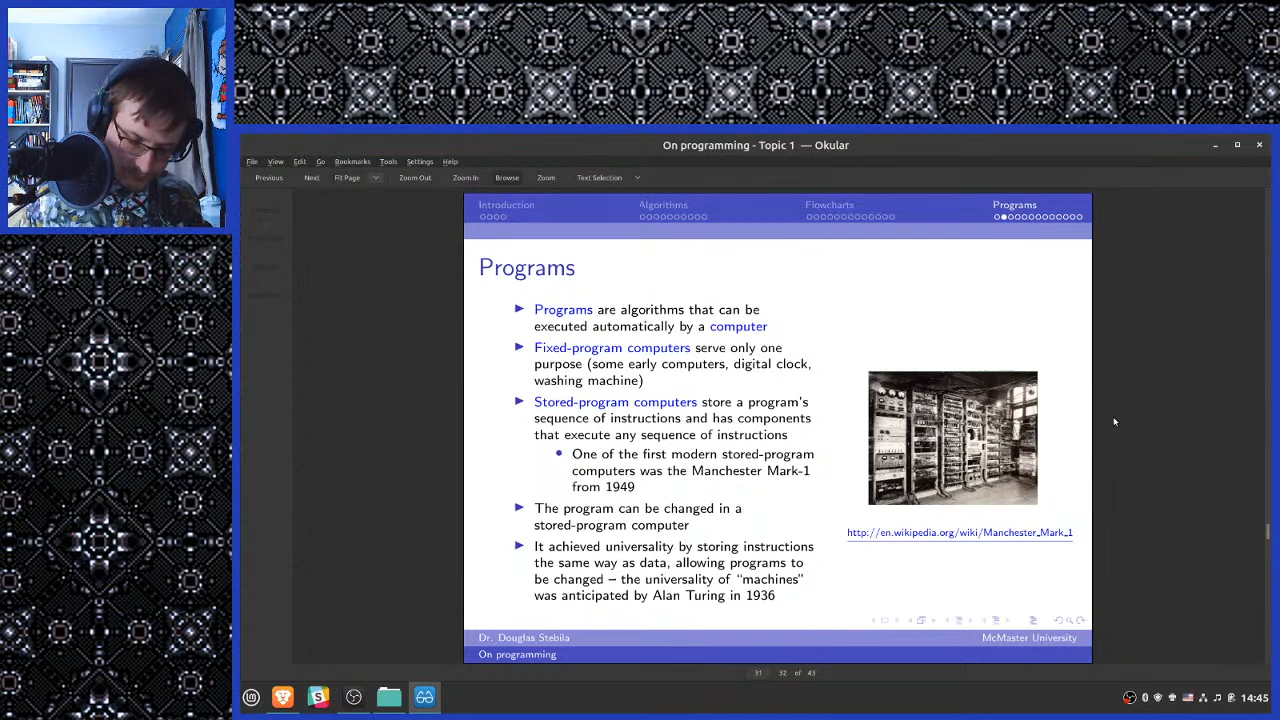 On programming - Topic 1 — Okular
File View Edit Go Bookmarks Tools Settings Help
Previous Next Fit Page Zoom Out Zoom In Browse Zoom Text Selection
Introduction Algorithms Flowcharts Programs
Programs
Programs are algorithms that can be
executed automatically by a computer
Fixed-program computers serve only one
purpose (some early computers, digital clock,
washing machine)
Stored-program computers store a program's
sequence of instructions and has components
that execute any sequence of instructions
One of the first modern stored-program
computers was the Manchester Mark-1
from 1949
The program can be changed in a
stored-program computer
It achieved universality by storing instructions
the same way as data, allowing programs to
be changed – the universality of "machines"
was anticipated by Alan Turing in 1936
http://en.wikipedia.org/wiki/Manchester_Mark_1
Dr. Douglas Stebila McMaster University
On programming
31 32 of 43
14:45